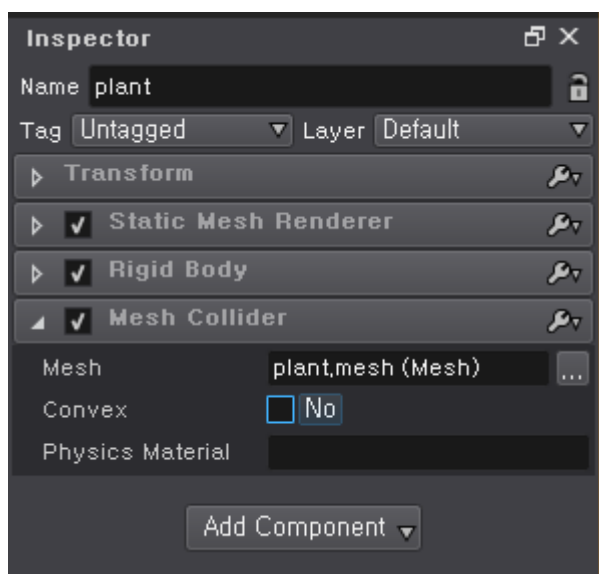 Inspector
Name plant
Tag Untagged Layer Default
Transform
Static Mesh Renderer
Rigid Body
Mesh Collider
Mesh plant,mesh (Mesh) ...
Convex No
Physics Material
Add Component